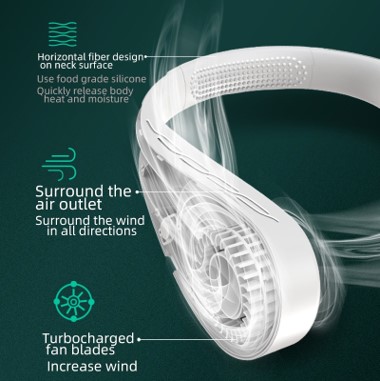 Horizontal fiber design
on neck surface
Use food grade silicone
Quickly release body
heat and moisture
Surround the
air outlet
Surround the wind
in all directions
Turbocharged
fan blades
Increase wind